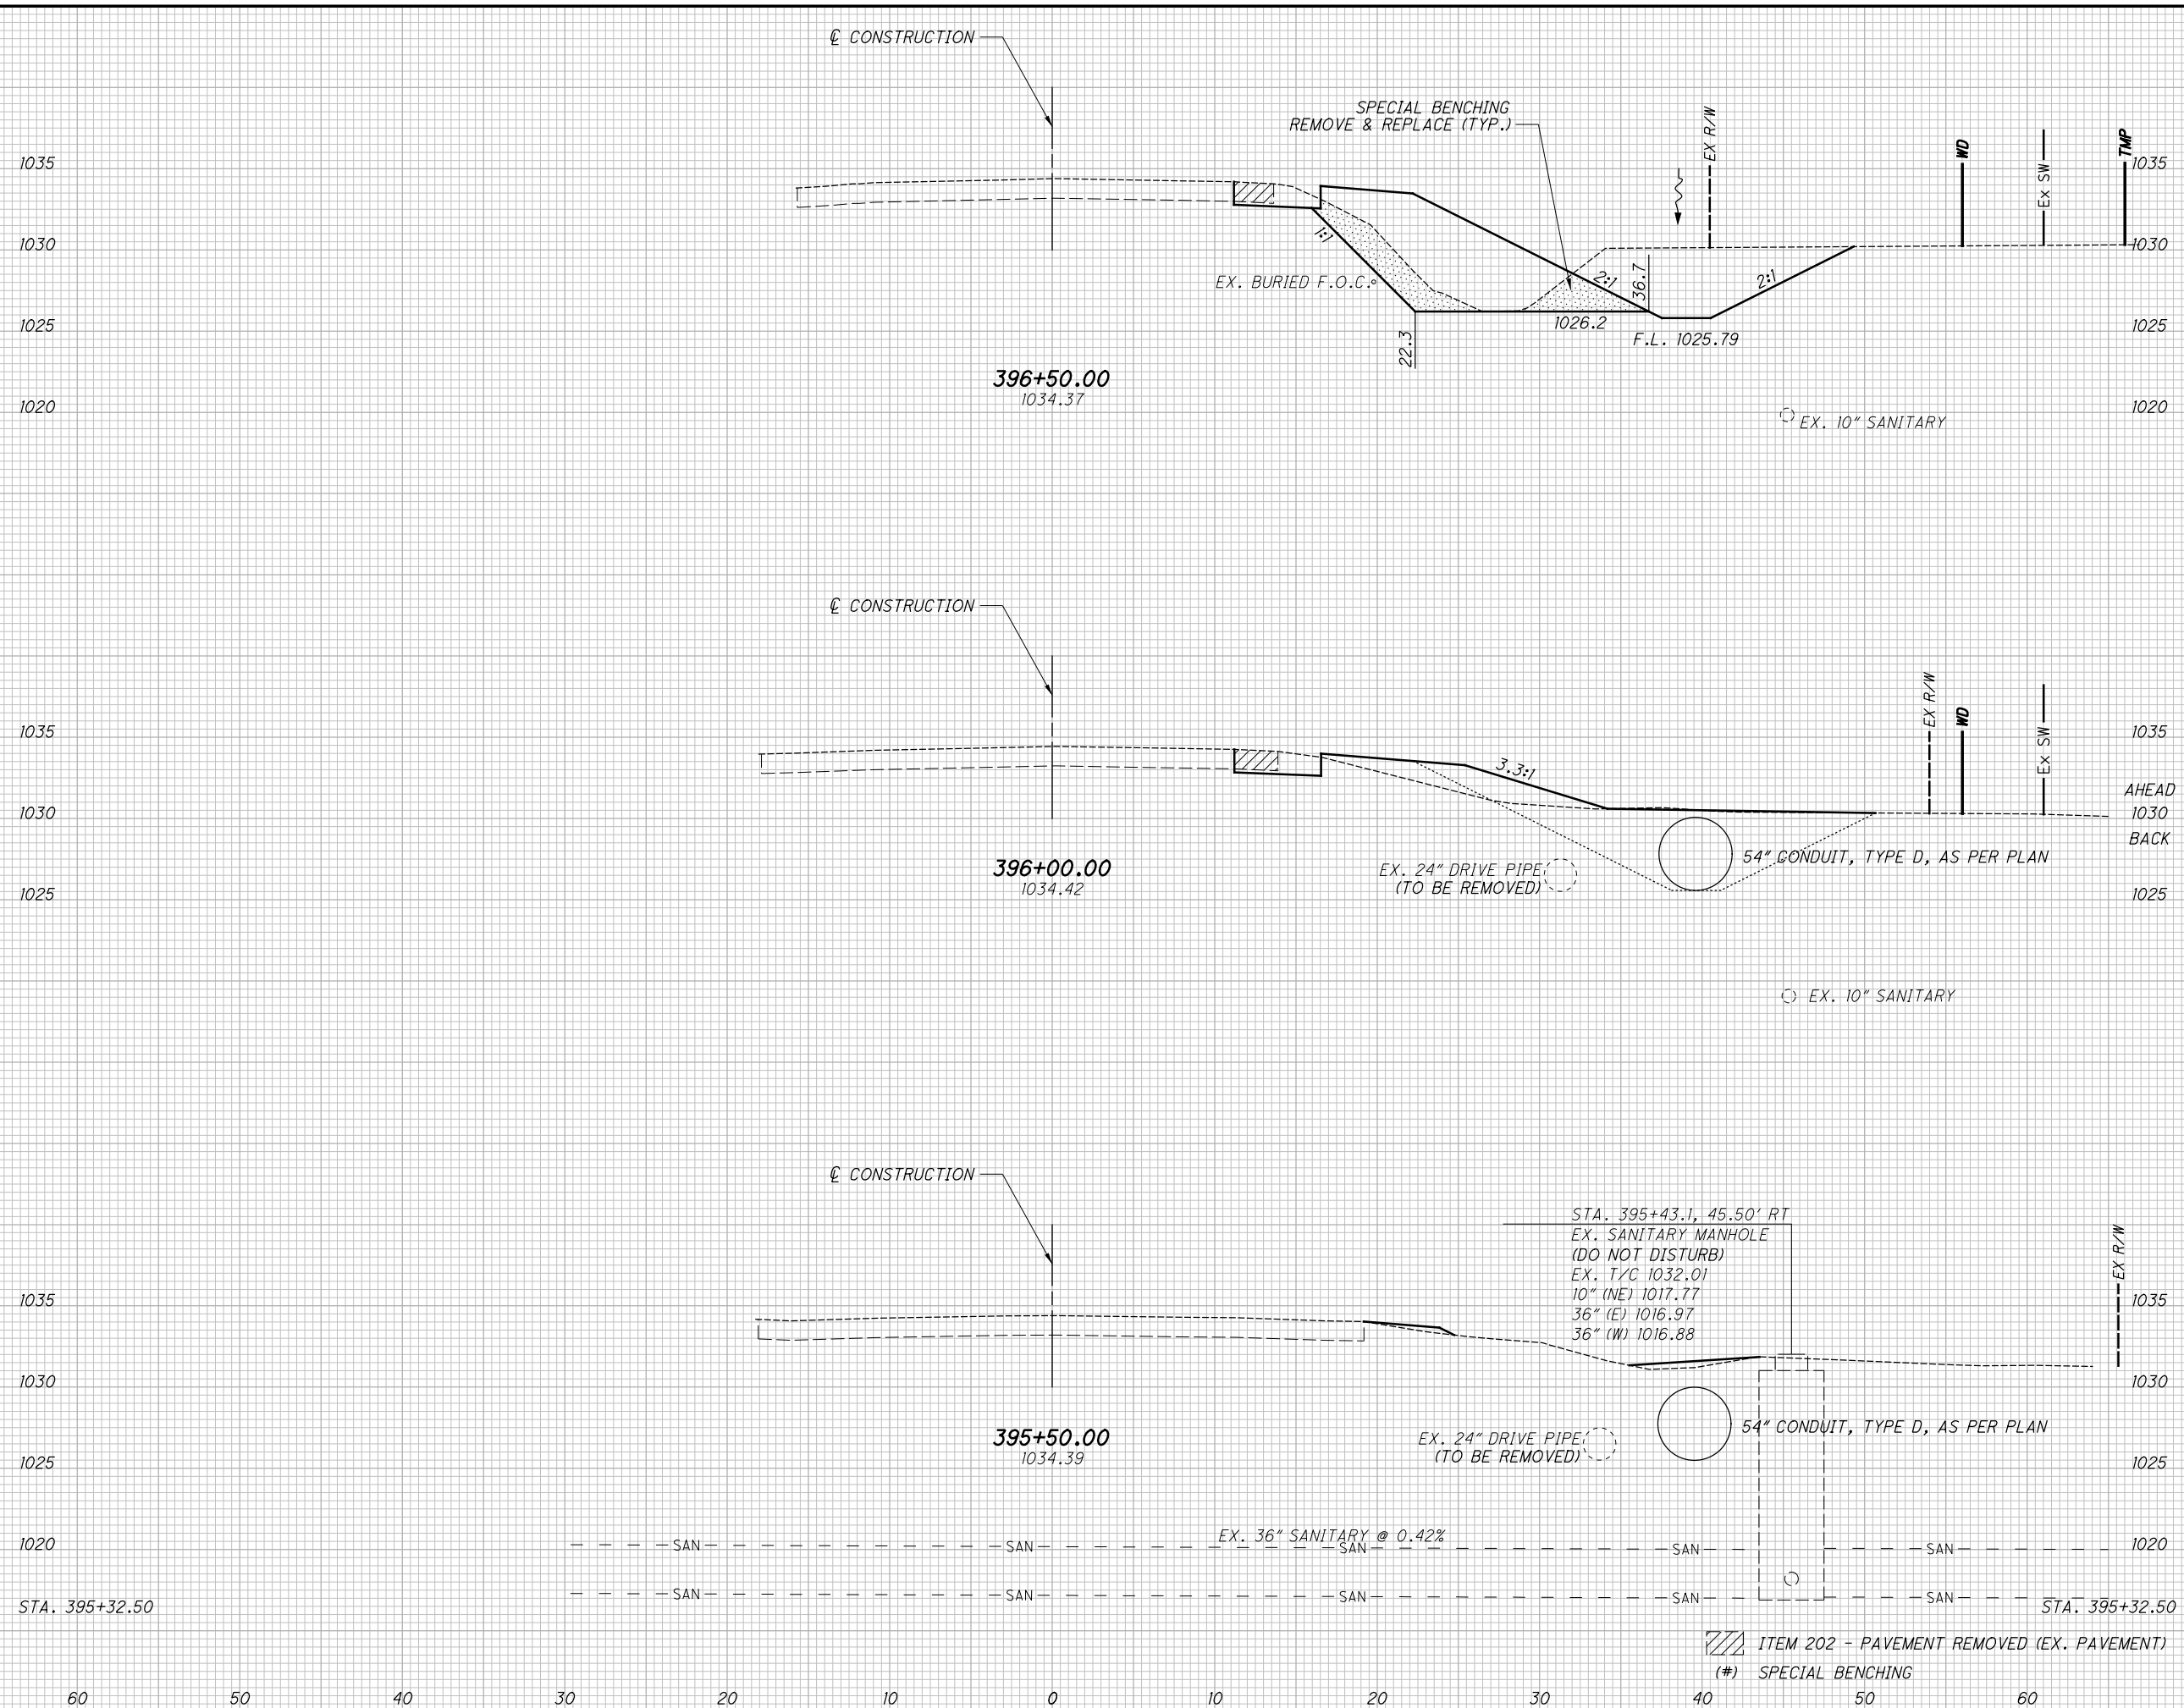 ℄ CONSTRUCTION
SPECIAL BENCHING
REMOVE & REPLACE (TYP.)
EX R/W
WD
Ex SW
TMP
1035
1035
1030
1030
1:1
EX. BURIED F.O.C.
2:1
36.7
2:1
1025
1026.2
1025
22.3
F.L. 1025.79
396+50.00
1034.37
1020
1020
EX. 10" SANITARY
℄ CONSTRUCTION
EX R/W
WD
Ex SW
1035
1035
3.3:1
AHEAD
1030
1030
BACK
54" CONDUIT, TYPE D, AS PER PLAN
396+00.00
1034.42
EX. 24" DRIVE PIPE
(TO BE REMOVED)
1025
1025
EX. 10" SANITARY
℄ CONSTRUCTION
STA. 395+43.1, 45.50' RT
EX. SANITARY MANHOLE
(DO NOT DISTURB)
EX. T/C 1032.01
10" (NE) 1017.77
36" (E) 1016.97
36" (W) 1016.88
EX R/W
1035
1035
1030
1030
54" CONDUIT, TYPE D, AS PER PLAN
395+50.00
1034.39
EX. 24" DRIVE PIPE
(TO BE REMOVED)
1025
1025
EX. 36" SANITARY @ 0.42%
1020
1020
SAN SAN SAN SAN SAN
SAN SAN SAN SAN SAN
STA. 395+32.50
STA. 395+32.50
ITEM 202 - PAVEMENT REMOVED (EX. PAVEMENT)
(#) SPECIAL BENCHING
60 50 40 30 20 10 0 10 20 30 40 50 60